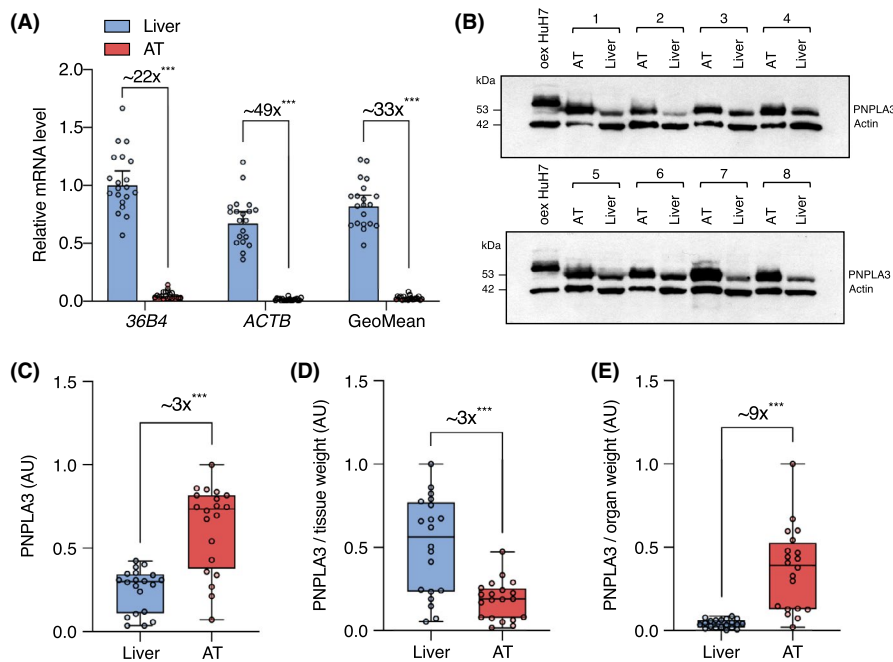 (A)
Liver
AT
Relative mRNA level
2.0
1.5
1.0
0.5
0.0
~22x***
~49x***
~33x***
36B4
ACTB
GeoMean
(B)
oex HuH7
1
2
3
4
AT
Liver
AT
Liver
AT
Liver
AT
Liver
kDa
53
42
PNPLA3
Actin
oex HuH7
5
6
7
8
AT
Liver
AT
Liver
AT
Liver
AT
Liver
kDa
53
42
PNPLA3
Actin
(C)
PNPLA3 (AU)
1.5
1.0
0.5
0.0
~3x***
Liver
AT
(D)
PNPLA3 / tissue weight (AU)
1.5
1.0
0.5
0.0
~3x***
Liver
AT
(E)
PNPLA3 / organ weight (AU)
1.5
1.0
0.5
0.0
~9x***
Liver
AT